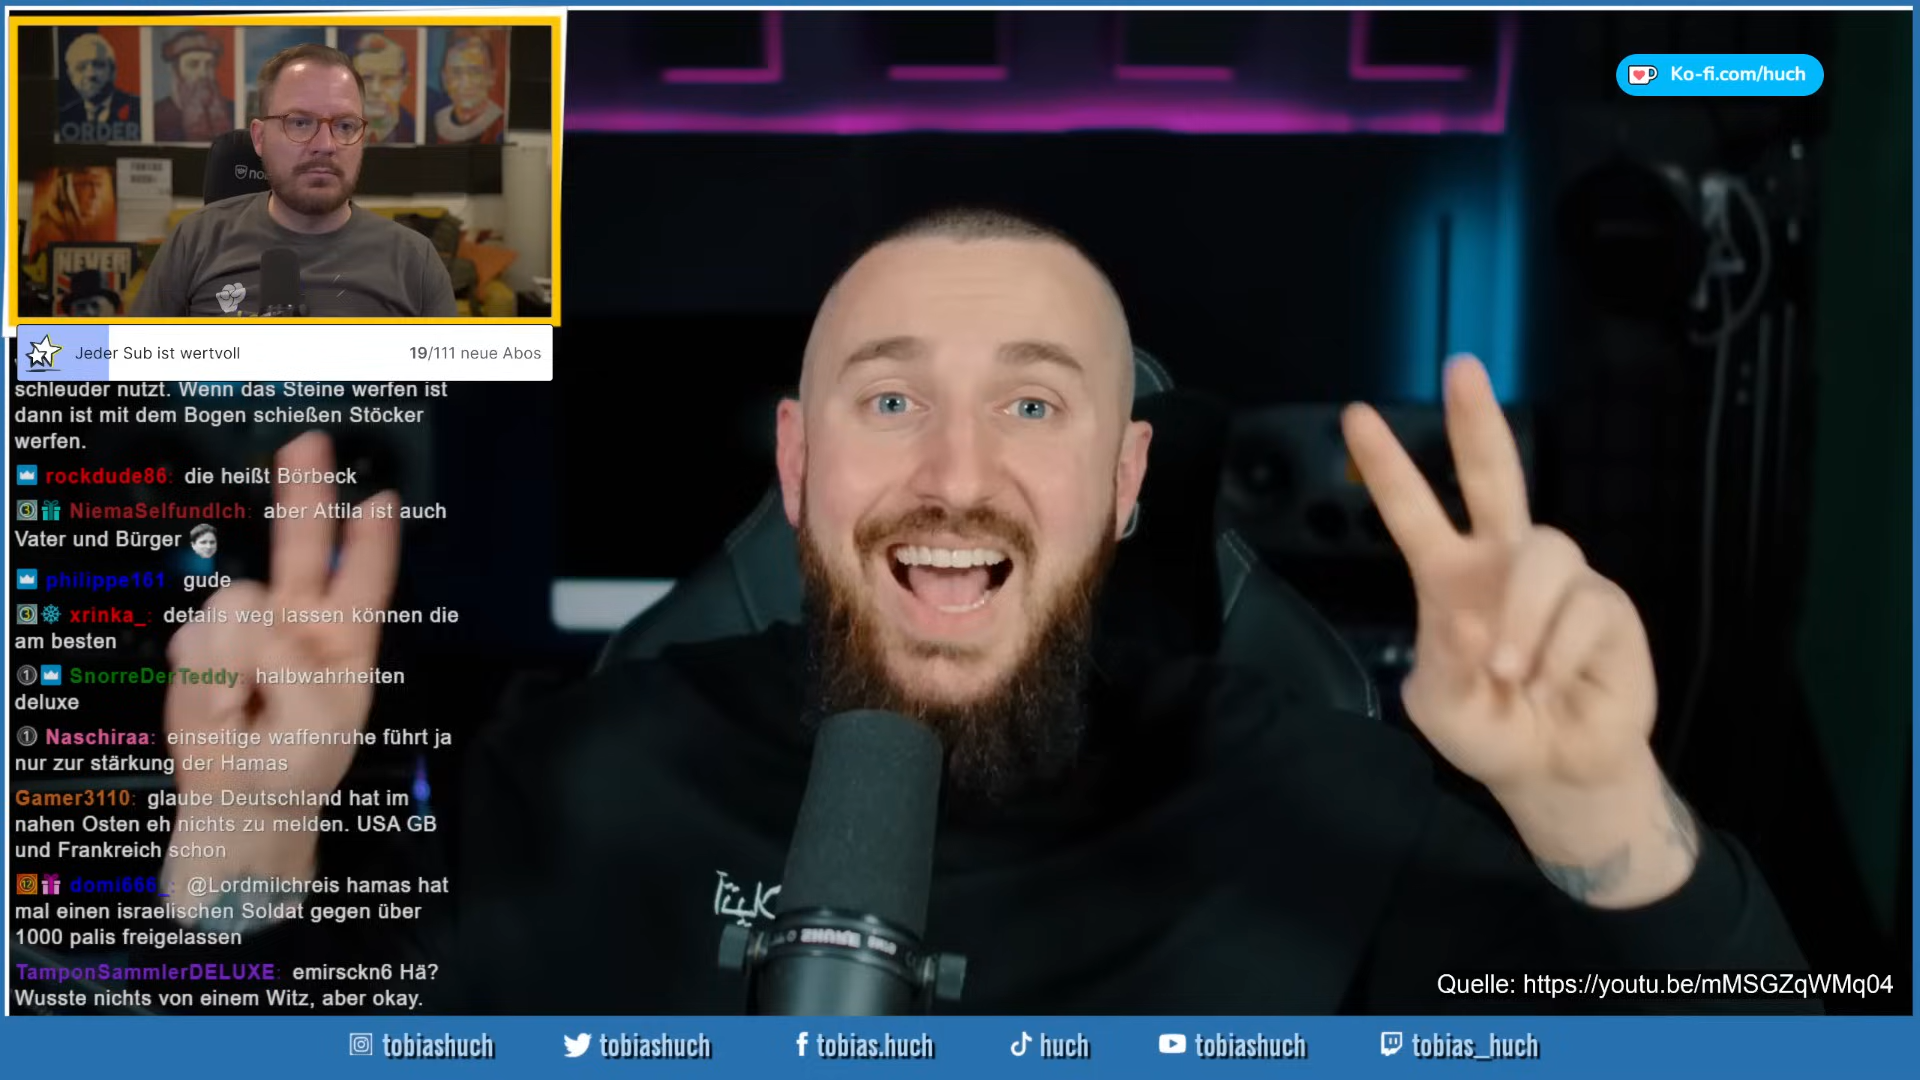 ORDER
NEVER
Ko-fi.com/huch
Jeder Sub ist wertvoll
19/111 neue Abos
schleuder nutzt. Wenn das Steine werfen ist
dann ist mit dem Bogen schießen Stöcker
werfen.
rockdude86: die heißt Börbeck
NiemaSelfundIch: aber Attila ist auch
Vater und Bürger
philippe161: gude
xrinka_: details weg lassen können die
am besten
SnorreDerTeddy: halbwahrheiten
deluxe
Naschiraa: einseitige waffenruhe führt ja
nur zur stärkung der Hamas
Gamer3110: glaube Deutschland hat im
nahen Osten eh nichts zu melden. USA GB
und Frankreich schon
domi666_: @Lordmilchreis hamas hat
mal einen israelischen Soldat gegen über
1000 palis freigelassen
TamponSammlerDELUXE: emirsckn6 Hä?
Wusste nichts von einem Witz, aber okay.
Quelle: https://youtu.be/mMSGZqWMq04
tobiashuch
tobiashuch
tobias.huch
huch
tobiashuch
tobias_huch